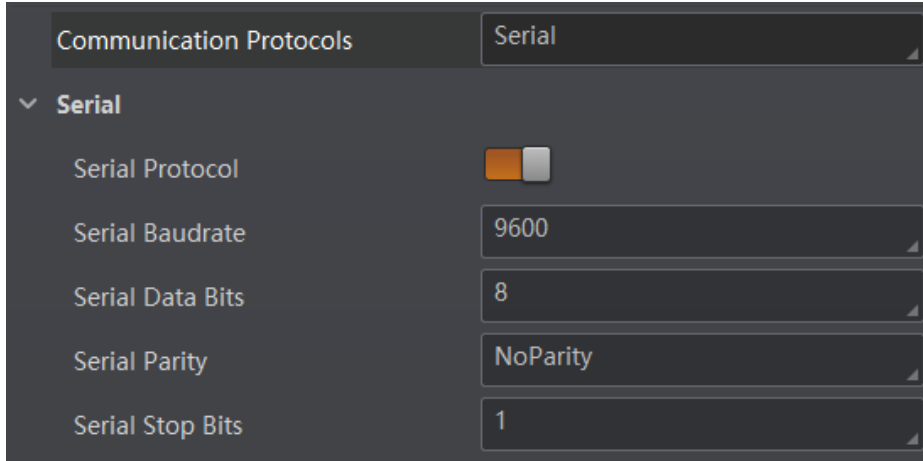 Communication Protocols Serial
Serial
Serial Protocol
Serial Baudrate 9600
Serial Data Bits 8
Serial Parity NoParity
Serial Stop Bits 1